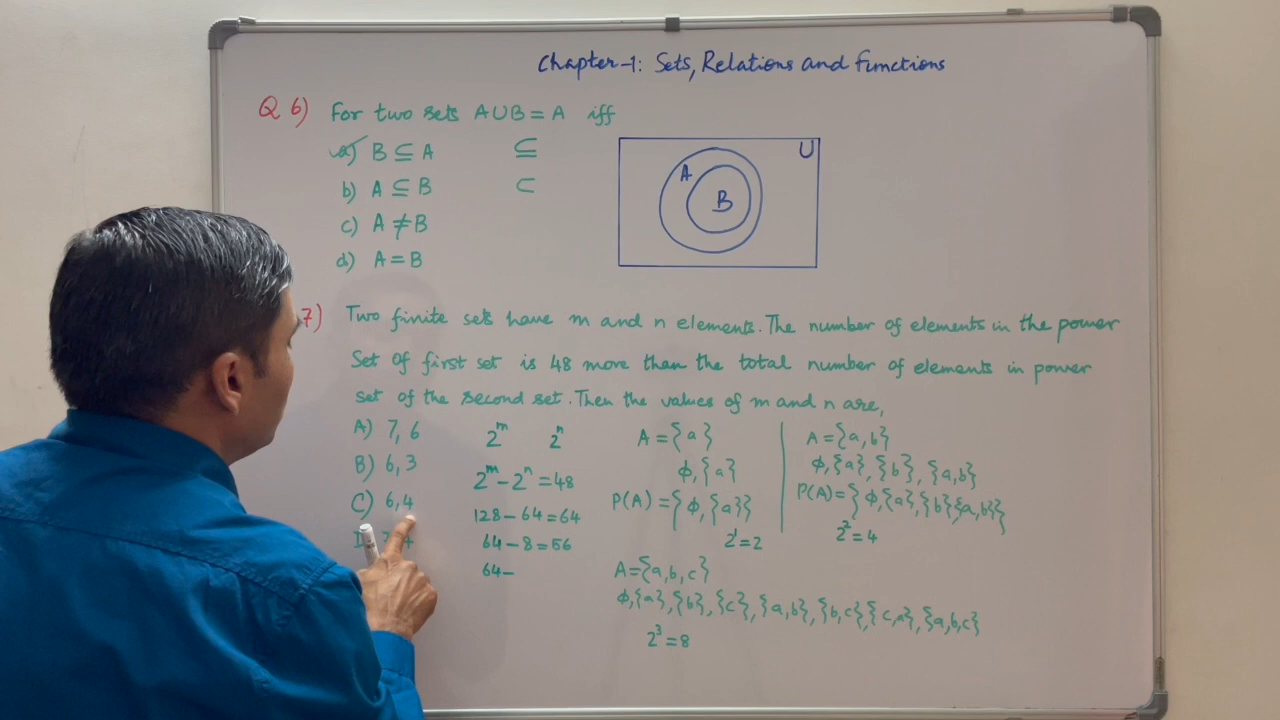 Chapter-1: Sets, Relations and functions
Q 6) For two sets A∪B = A iff
a) B ⊆ A ⊆
b) A ⊆ B ⊂
c) A ≠ B
d) A = B
U
A
B
7) Two finite sets have m and n elements. The number of elements in the power
Set of first set is 48 more than the total number of elements in power
set of the second set. Then the values of m and n are,
A) 7, 6
B) 6, 3
C) 6, 4
2^m 2^n
2^m - 2^n = 48
128 - 64 = 64
64 - 8 = 56
64 -
A = {a}
ϕ, {a}
P(A) = {ϕ, {a}}
2^1 = 2
A = {a, b}
ϕ, {a}, {b}, {a,b}
P(A) = } ϕ, {a}, {b} {a,b}}
2^2 = 4
A = {a, b, c}
ϕ, {a}, {b}, {c}, {a,b}, {b,c} {c,a}, {a,b,c}
2^3 = 8